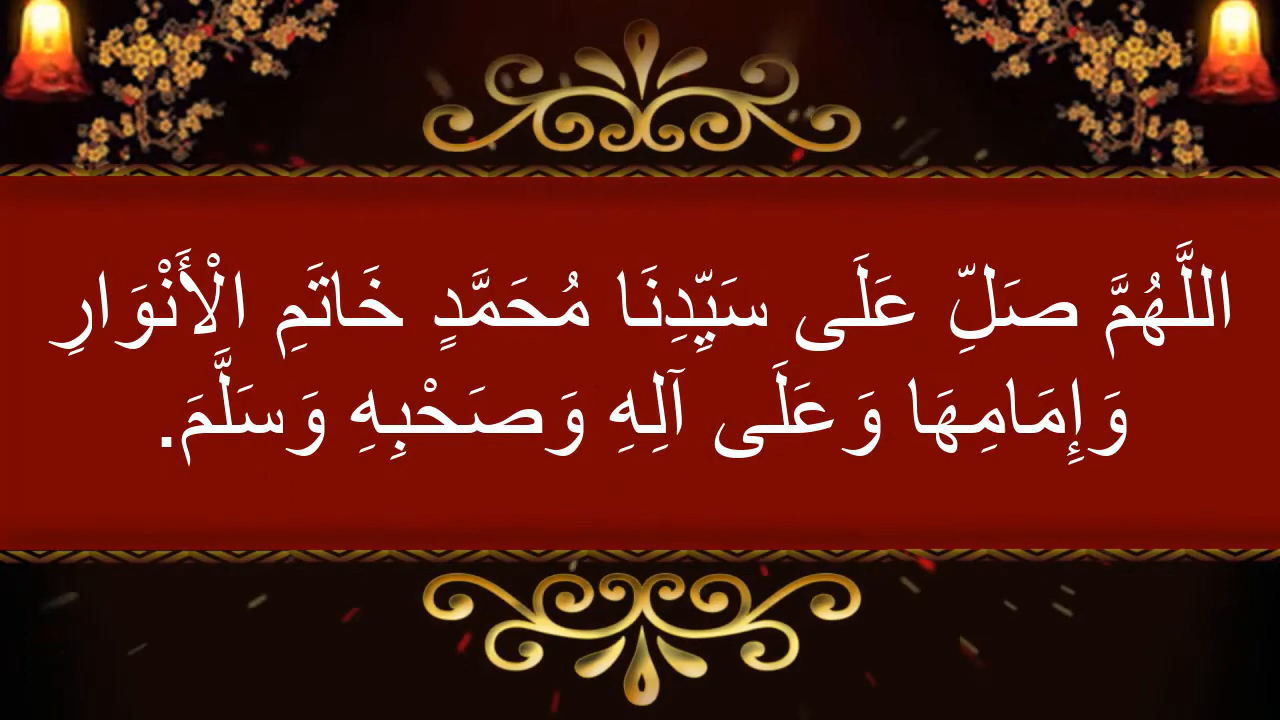 اللَّهُمَّ صَلِّ عَلَى سَيِّدِنَا مُحَمَّدٍ خَاتَمِ الْأَنْوَارِ
وَإِمَامِهَا وَعَلَى آلِهِ وَصَحْبِهِ وَسَلَّمَ.